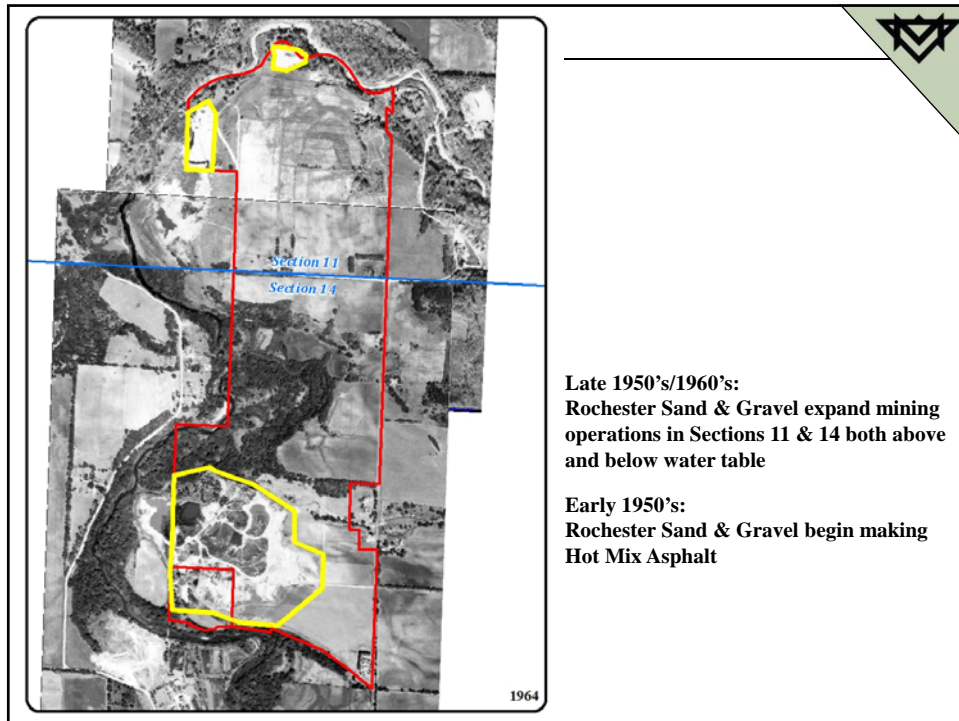 Section 11
Section 14
Late 1950's/1960's:
Rochester Sand & Gravel expand mining
operations in Sections 11 & 14 both above
and below water table
Early 1950's:
Rochester Sand & Gravel begin making
Hot Mix Asphalt
1964